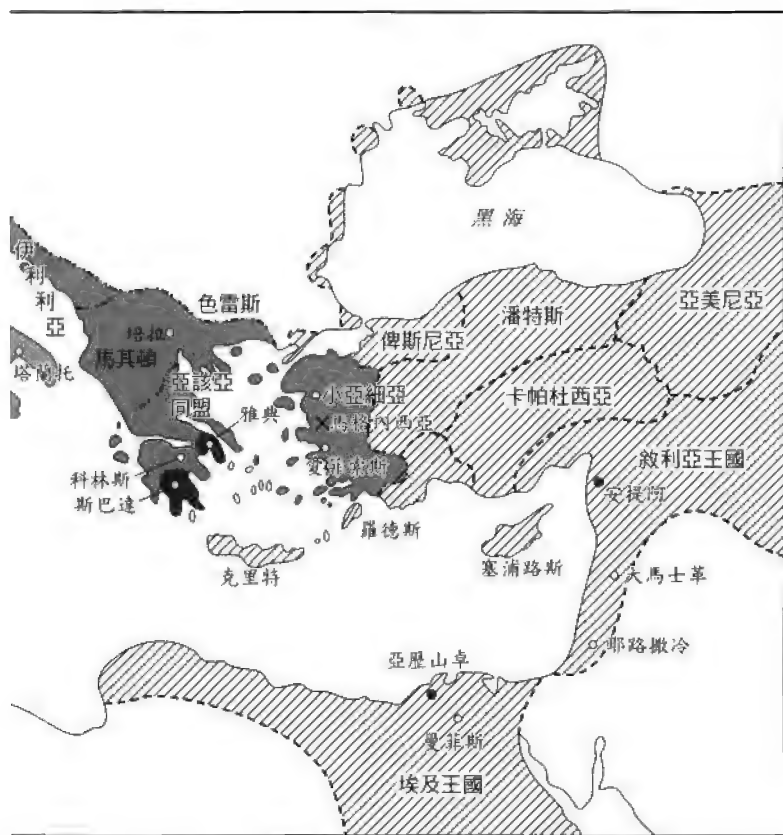 黑海
伊利利亞
色雷斯
培拉
馬其頓
塔蘭托
亞該亞
同盟
雅典
科林斯
斯巴達
俾斯尼亞
潘特斯
亞美尼亞
小亞細亞
馬格內西亞
艾菲索斯
卡帕杜西亞
敘利亞王國
安提阿
羅德斯
克里特
塞浦路斯
大馬士革
耶路撒冷
亞歷山卓
曼菲斯
埃及王國